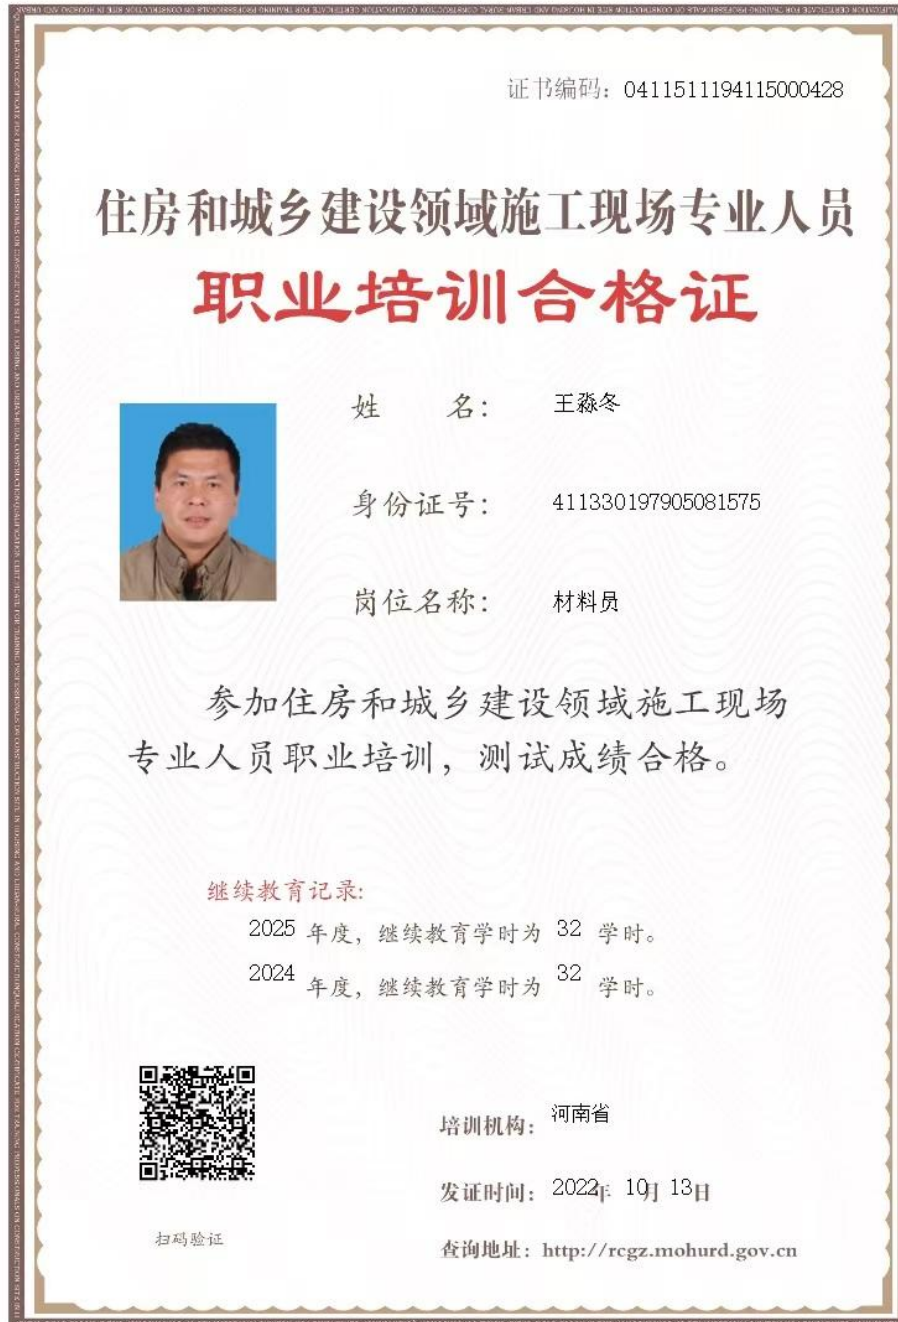 证书编码：0411511194115000428
住房和城乡建设领域施工现场专业人员
职业培训合格证
姓 名： 王淼冬
身份证号： 411330197905081575
岗位名称： 材料员
参加住房和城乡建设领域施工现场
专业人员职业培训，测试成绩合格。
继续教育记录:
2025 年度，继续教育学时为 32 学时。
2024 年度，继续教育学时为 32 学时。
培训机构： 河南省
发证时间： 2022年 10月 13日
扫码验证
查询地址：http://rcgz.mohurd.gov.cn